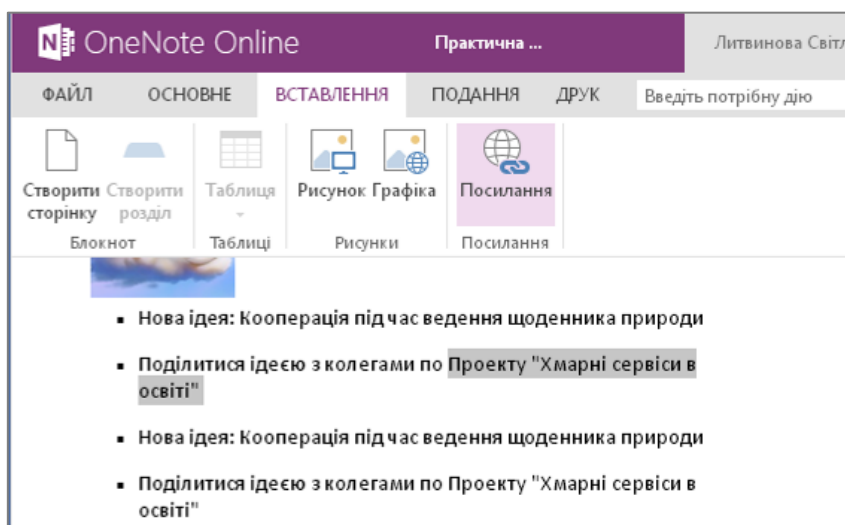 OneNote Online Практична ... Литвинова Світл
ФАЙЛ ОСНОВНЕ ВСТАВЛЕННЯ ПОДАННЯ ДРУК Введіть потрібну дію
Створити Створити Таблиця Рисунок Графіка Посилання
сторінку розділ
Блокнот Таблиці Рисунки Посилання
▪ Нова ідея: Кооперація під час ведення щоденника природи
▪ Поділитися ідеєю з колегами по Проекту "Хмарні сервіси в
освіті"
▪ Нова ідея: Кооперація під час ведення щоденника природи
▪ Поділитися ідеєю з колегами по Проекту "Хмарні сервіси в
освіті"